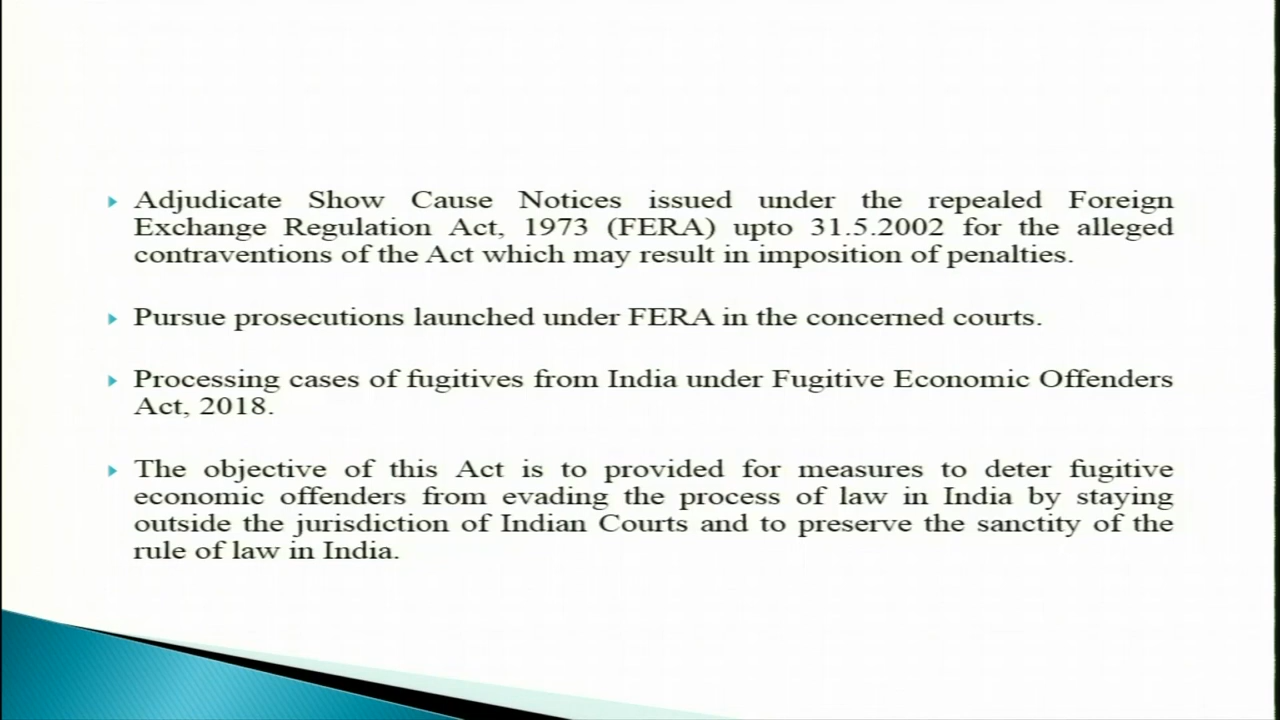 Adjudicate Show Cause Notices issued under the repealed Foreign
Exchange Regulation Act, 1973 (FERA) upto 31.5.2002 for the alleged
contraventions of the Act which may result in imposition of penalties.
Pursue prosecutions launched under FERA in the concerned courts.
Processing cases of fugitives from India under Fugitive Economic Offenders
Act, 2018.
The objective of this Act is to provided for measures to deter fugitive
economic offenders from evading the process of law in India by staying
outside the jurisdiction of Indian Courts and to preserve the sanctity of the
rule of law in India.